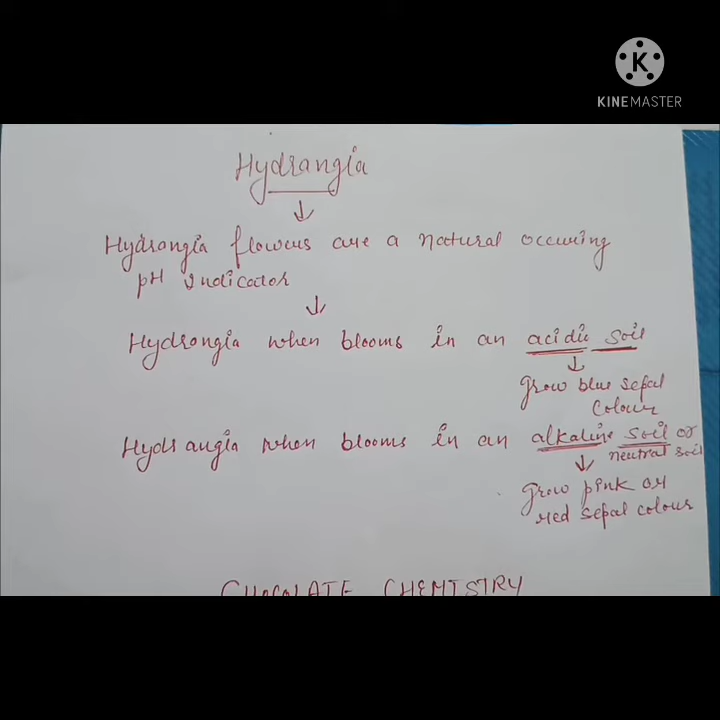 K
KINEMASTER
Hydrangia
Hydrangia flowers are a natural occuring
pH indicator
Hydrongia when blooms in an acidic soil
Grow blue sepal
colour
Hydrangia when blooms in an alkaline soil or
neutral soil
Grow pink or
red sepal colour
CHOCOLATE CHEMISTRY